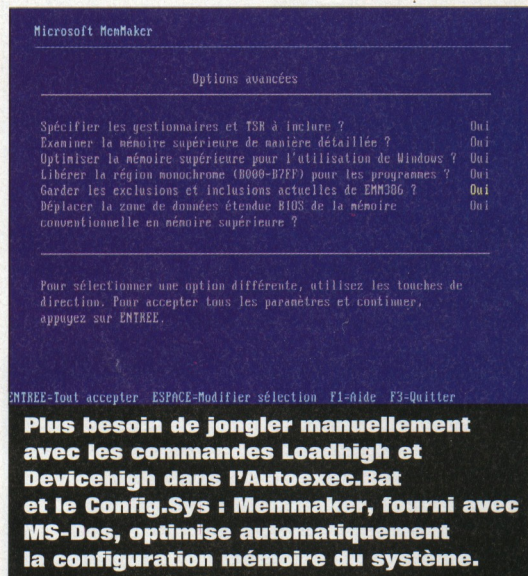 Microsoft MemMaker
Options avancées
Spécifier les gestionnaires et TSR à inclure ? Oui
Examiner la mémoire supérieure de manière détaillée ? Oui
Optimiser la mémoire supérieure pour l'utilisation de Windows ? Oui
Libérer la région monochrome (B000-B7FF) pour les programmes ? Oui
Garder les exclusions et inclusions actuelles de EMM386 ? Oui
Déplacer la zone de données étendue BIOS de la mémoire Oui
conventionnelle en mémoire supérieure ?
Pour sélectionner une option différente, utilisez les touches de
direction. Pour accepter tous les paramètres et continuer,
appuyez sur ENTREE.
ENTREE=Tout accepter ESPACE=Modifier sélection F1=Aide F3=Quitter
Plus besoin de jongler manuellement
avec les commandes Loadhigh et
Devicehigh dans l'Autoexec.Bat
et le Config.Sys : Memmaker, fourni avec
MS-Dos, optimise automatiquement
la configuration mémoire du système.